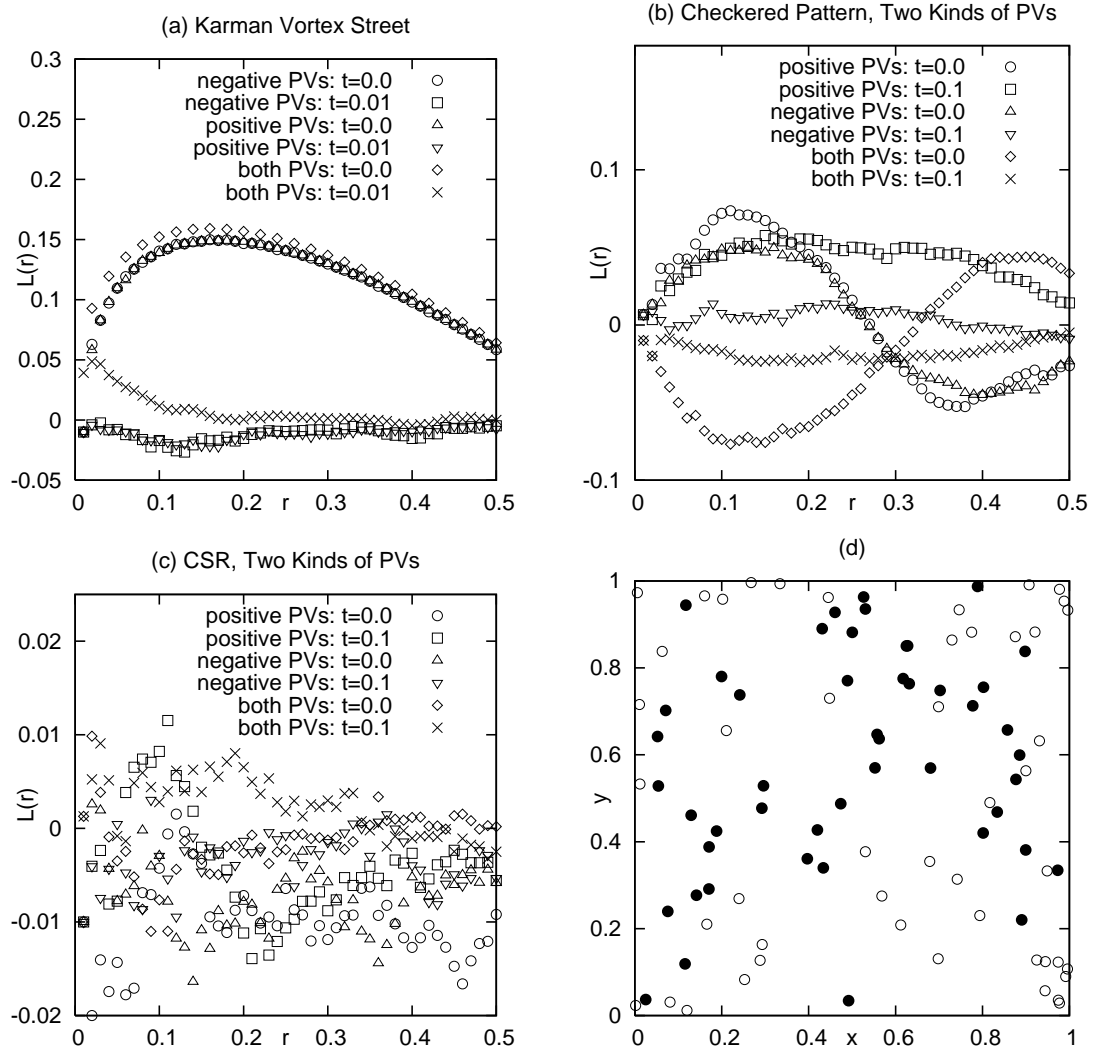 (a) Karman Vortex Street
0.3
0.25
0.2
0.15
0.1
0.05
0
-0.05
L(r)
negative PVs: t=0.0
negative PVs: t=0.01
positive PVs: t=0.0
positive PVs: t=0.01
both PVs: t=0.0
both PVs: t=0.01
0 0.1 r 0.2 0.3 0.4 0.5
(b) Checkered Pattern, Two Kinds of PVs
0.1
0
-0.1
L(r)
positive PVs: t=0.0
positive PVs: t=0.1
negative PVs: t=0.0
negative PVs: t=0.1
both PVs: t=0.0
both PVs: t=0.1
0 0.1 0.2 r 0.3 0.4 0.5
(c) CSR, Two Kinds of PVs
0.02
0.01
0
-0.01
-0.02
L(r)
positive PVs: t=0.0
positive PVs: t=0.1
negative PVs: t=0.0
negative PVs: t=0.1
both PVs: t=0.0
both PVs: t=0.1
0 0.1 0.2 r 0.3 0.4 0.5
(d)
1
0.8
0.6
0.4
0.2
0
y
0 0.2 0.4 x 0.6 0.8 1